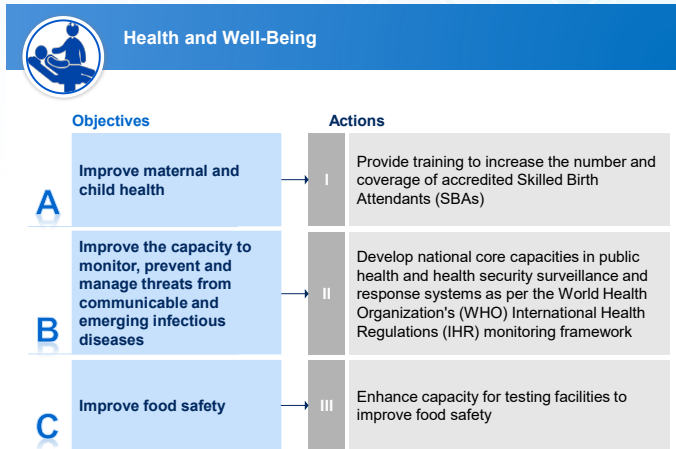 Health and Well-Being
Objectives
Actions
A
Improve maternal and
child health
I
Provide training to increase the number and
coverage of accredited Skilled Birth
Attendants (SBAs)
B
Improve the capacity to
monitor, prevent and
manage threats from
communicable and
emerging infectious
diseases
II
Develop national core capacities in public
health and health security surveillance and
response systems as per the World Health
Organization's (WHO) International Health
Regulations (IHR) monitoring framework
C
Improve food safety
III
Enhance capacity for testing facilities to
improve food safety